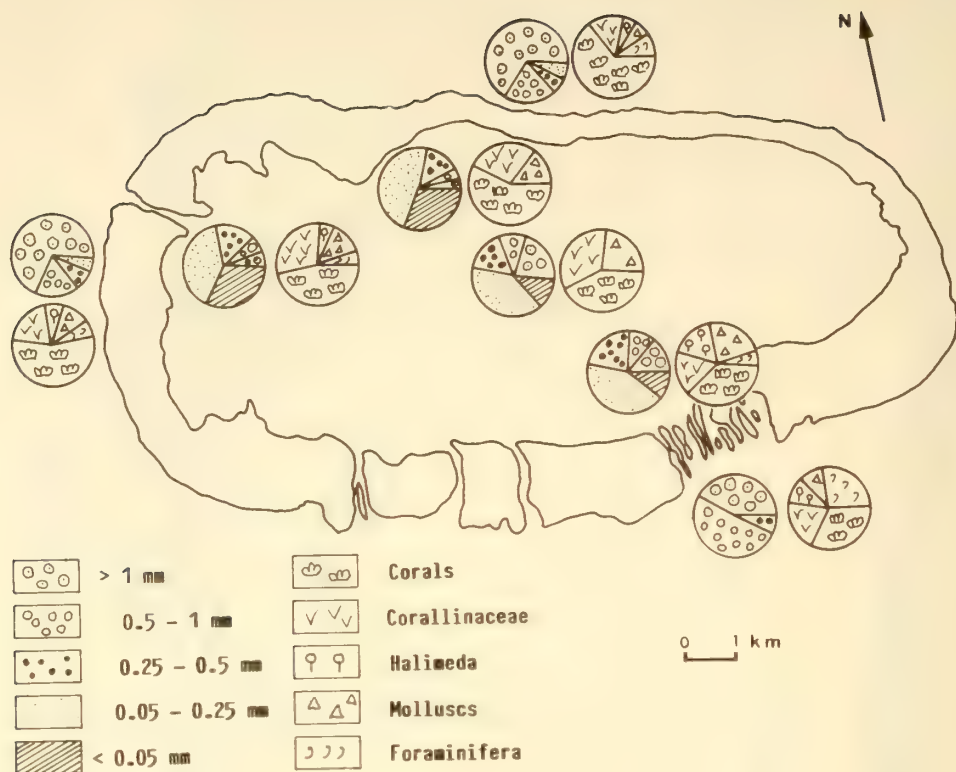 N
> 1 mm
0.5 - 1 mm
0.25 - 0.5 mm
0.05 - 0.25 mm
< 0.05 mm
Corals
Corallinaceae
Halimeda
Molluscs
Foraminifera
0 1 km